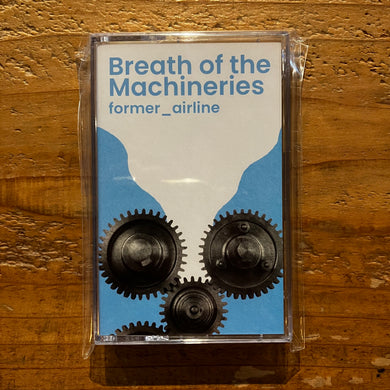 Breath of the
Machineries
former_airline